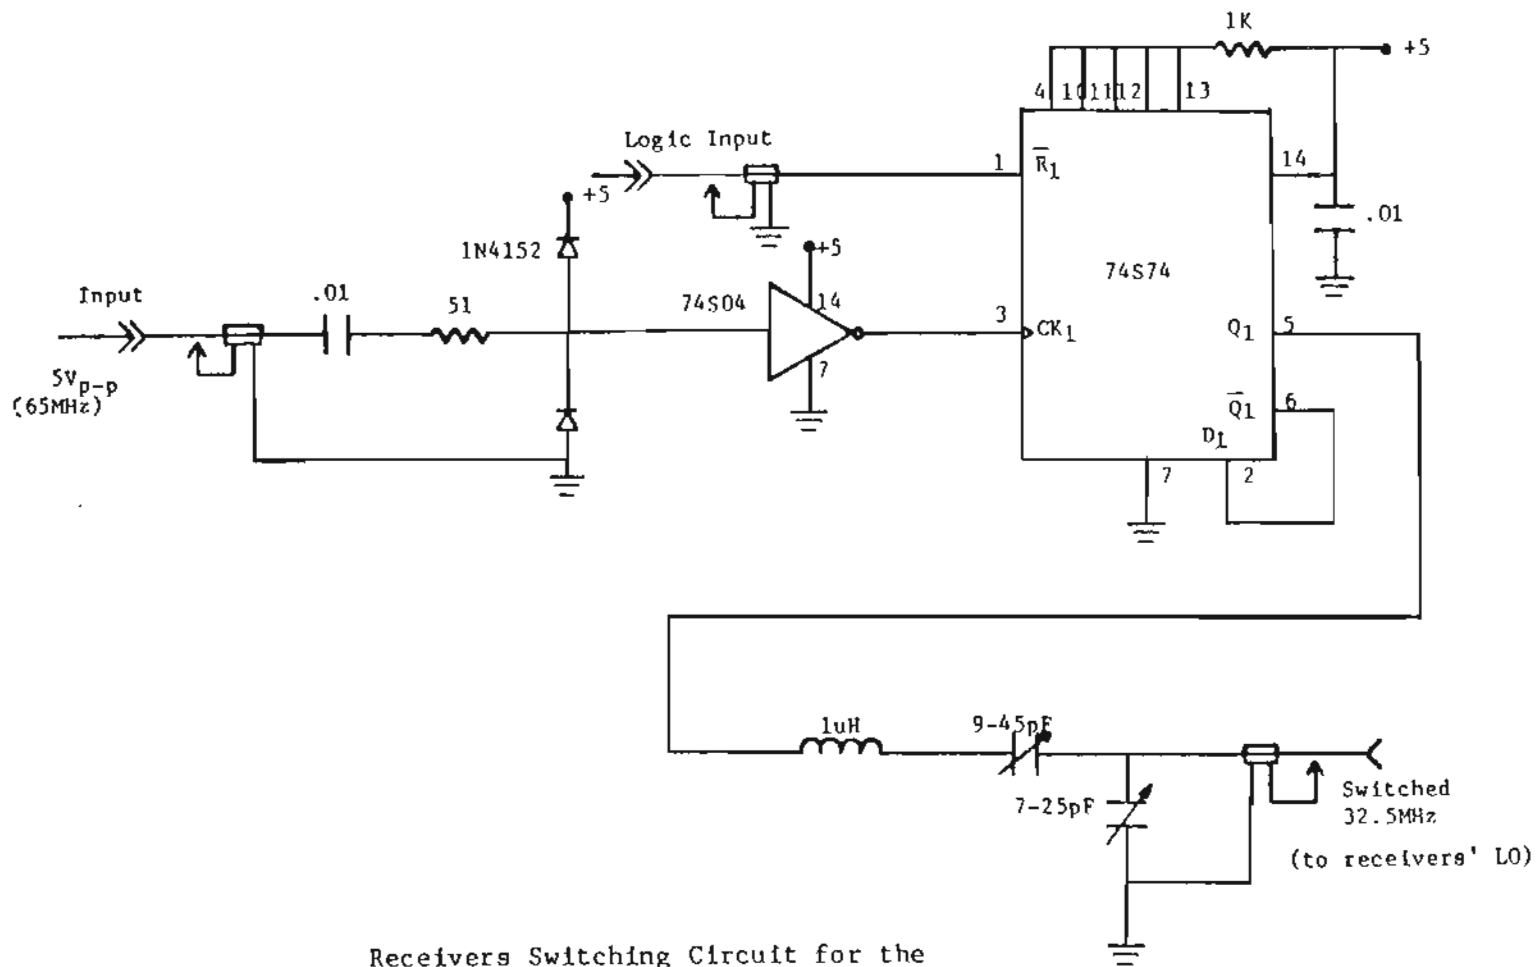 1K
+5
4 10 11 12 13
Logic Input
1
R̅1
14
+5
.01
1N4152
+5
74S74
Input
.01
51
74S04
14
3
CK1
Q1
5
7
5Vp-p
(65MHz)
Q̅1
6
D1
7
2
1uH
9-45pF
7-25pF
Switched
32.5MHz
(to receivers' LO)
Receivers Switching Circuit for the